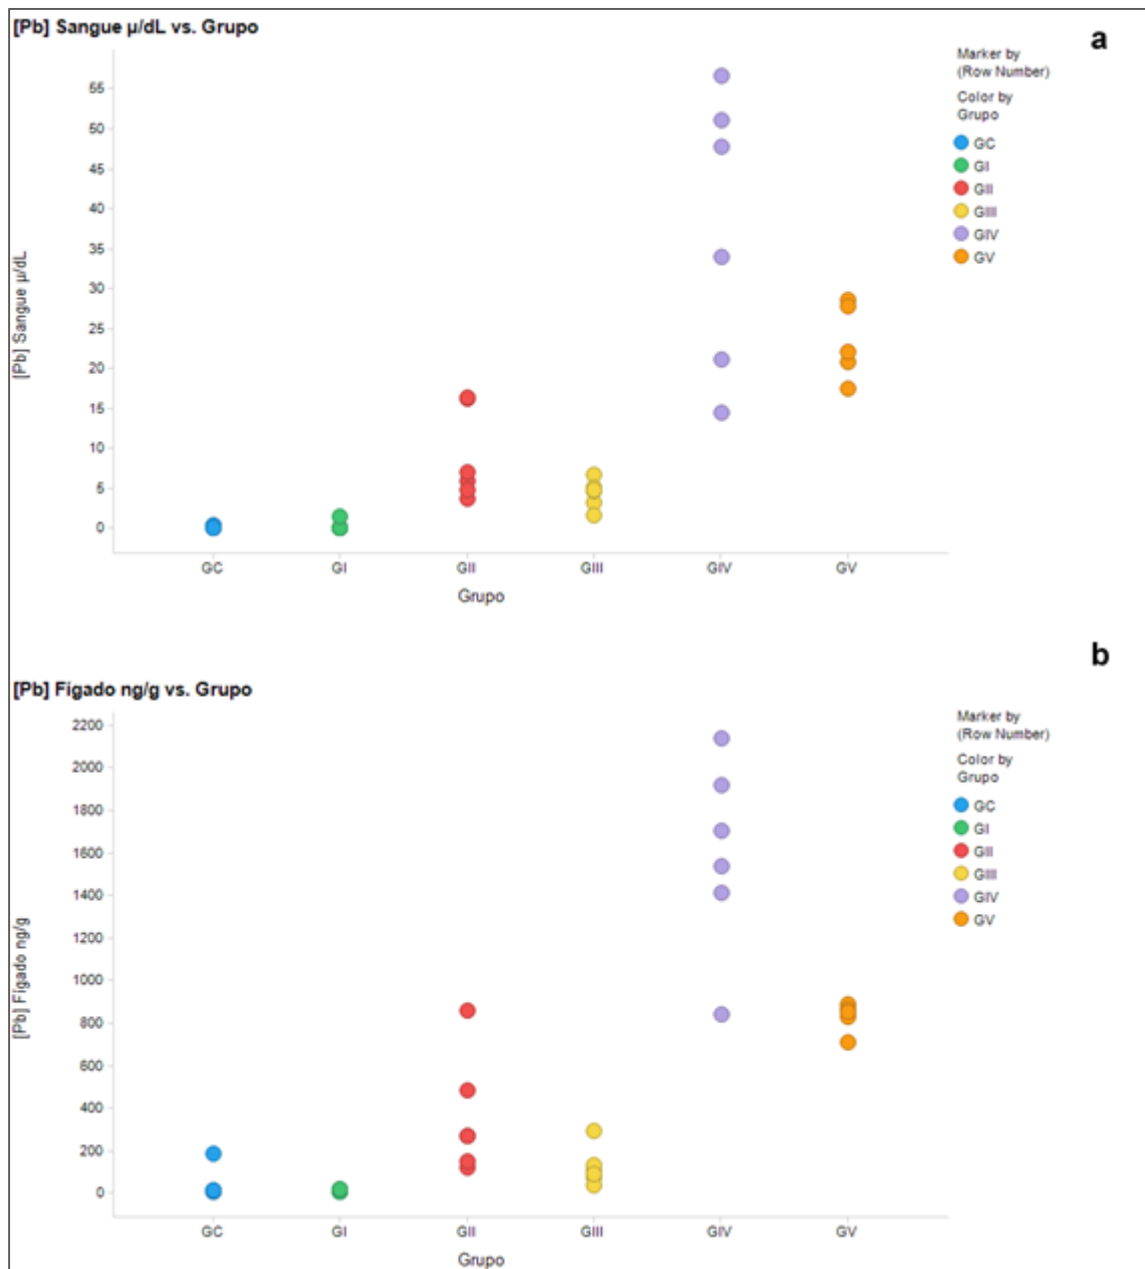 [Pb] Sangue µ/dL vs. Grupo
a
Marker by
(Row Number)
Color by
Grupo
GC
GI
GII
GIII
GIV
GV
[Pb] Sangue µ/dL
55
50
45
40
35
30
25
20
15
10
5
0
GC GI GII GIII GIV GV
Grupo
b
[Pb] Fígado ng/g vs. Grupo
Marker by
(Row Number)
Color by
Grupo
GC
GI
GII
GIII
GIV
GV
[Pb] Fígado ng/g
2200
2000
1800
1600
1400
1200
1000
800
600
400
200
0
GC GI GII GIII GIV GV
Grupo